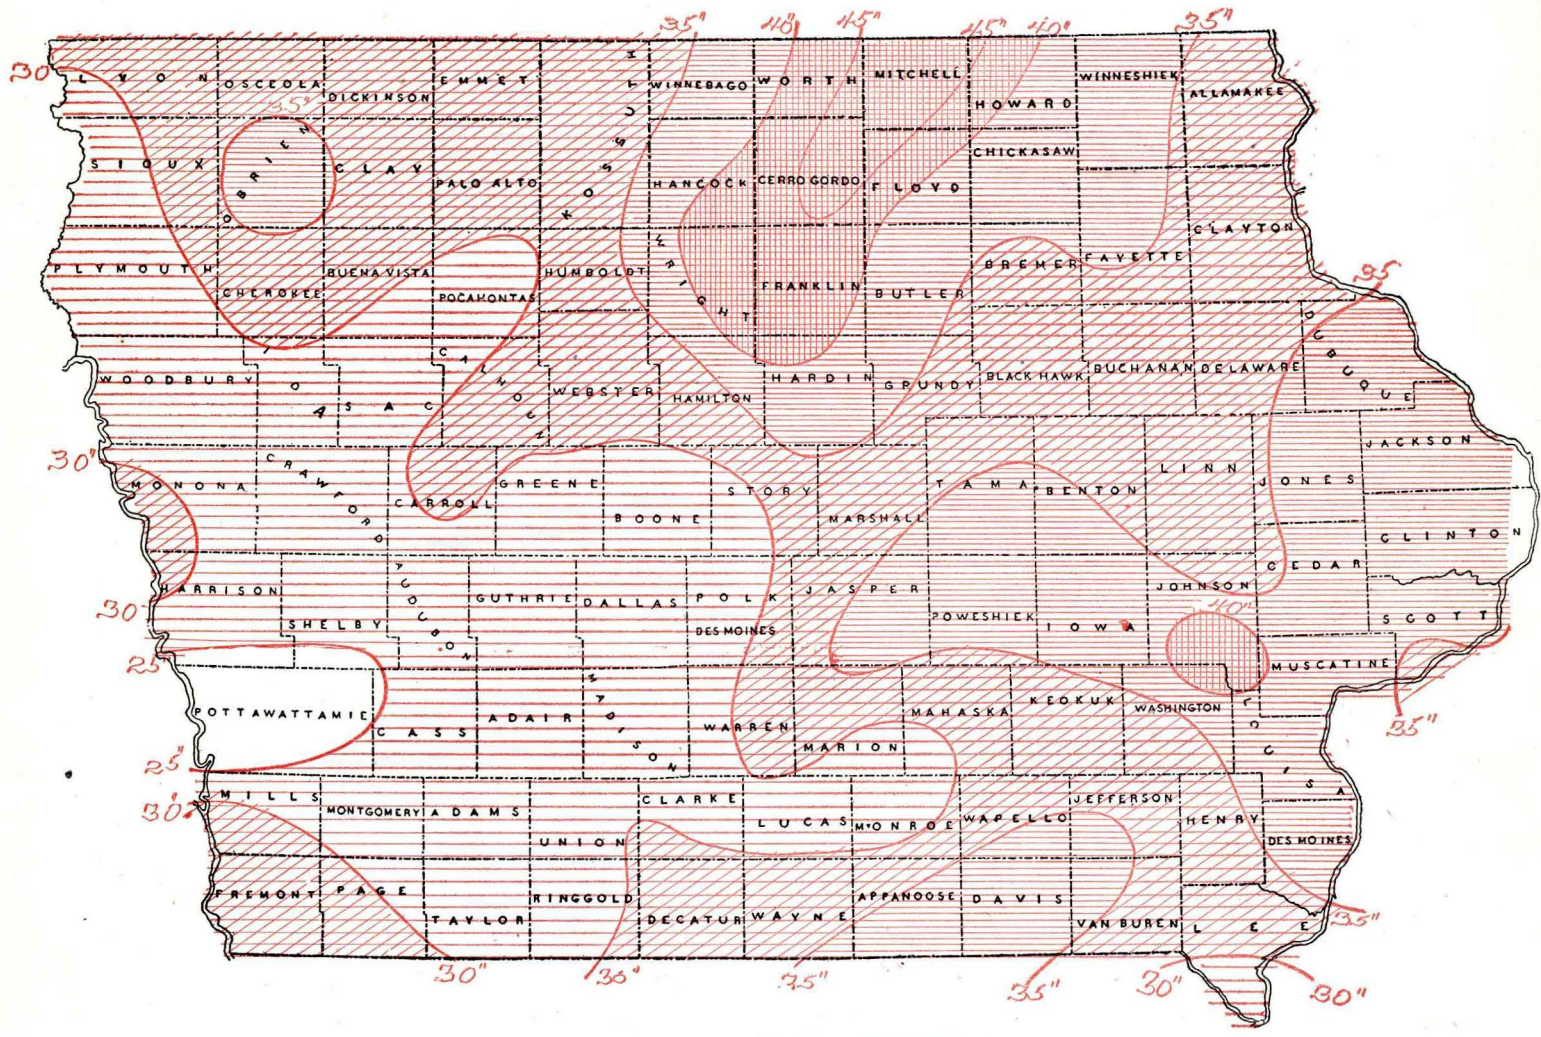 35" 40" 45" 45" 40" 35"
30"
LYON OSCEOLA DICKINSON EMMET KOSSUTH WINNEBAGO WORTH MITCHELL HOWARD WINNESHIEK ALLAMAKEE
35"
SIOUX OBRIEN CLAY PALO ALTO HANCOCK CERRO GORDO FLOYD CHICKASAW
PLYMOUTH CHEROKEE BUENA VISTA POCAHONTAS HUMBOLDT WRIGHT FRANKLIN BUTLER BREMER FAYETTE CLAYTON
35
WOODBURY IDA SAC CALHOUN WEBSTER HAMILTON HARDIN GRUNDY BLACK HAWK BUCHANAN DELAWARE DUBUQUE
30"
MONONA CRAWFORD CARROLL GREENE BOONE STORY MARSHALL TAMA BENTON LINN JONES JACKSON
CLINTON
30"
HARRISON SHELBY AUDUBON GUTHRIE DALLAS POLK JASPER POWESHIEK IOWA JOHNSON CEDAR SCOTT
DES MOINES
40"
25"
MUSCATINE
POTTAWATTAMIE CASS ADAIR MADISON WARREN MARION MAHASKA KEOKUK WASHINGTON LOUISA
35"
25"
30"
MILLS MONTGOMERY ADAMS UNION CLARKE LUCAS MONROE WAPELLO JEFFERSON HENRY DES MOINES
FREMONT PAGE TAYLOR RINGGOLD DECATUR WAYNE APPANOOSE DAVIS VAN BUREN LEE
35"
30" 30" 35" 35" 30" 30"